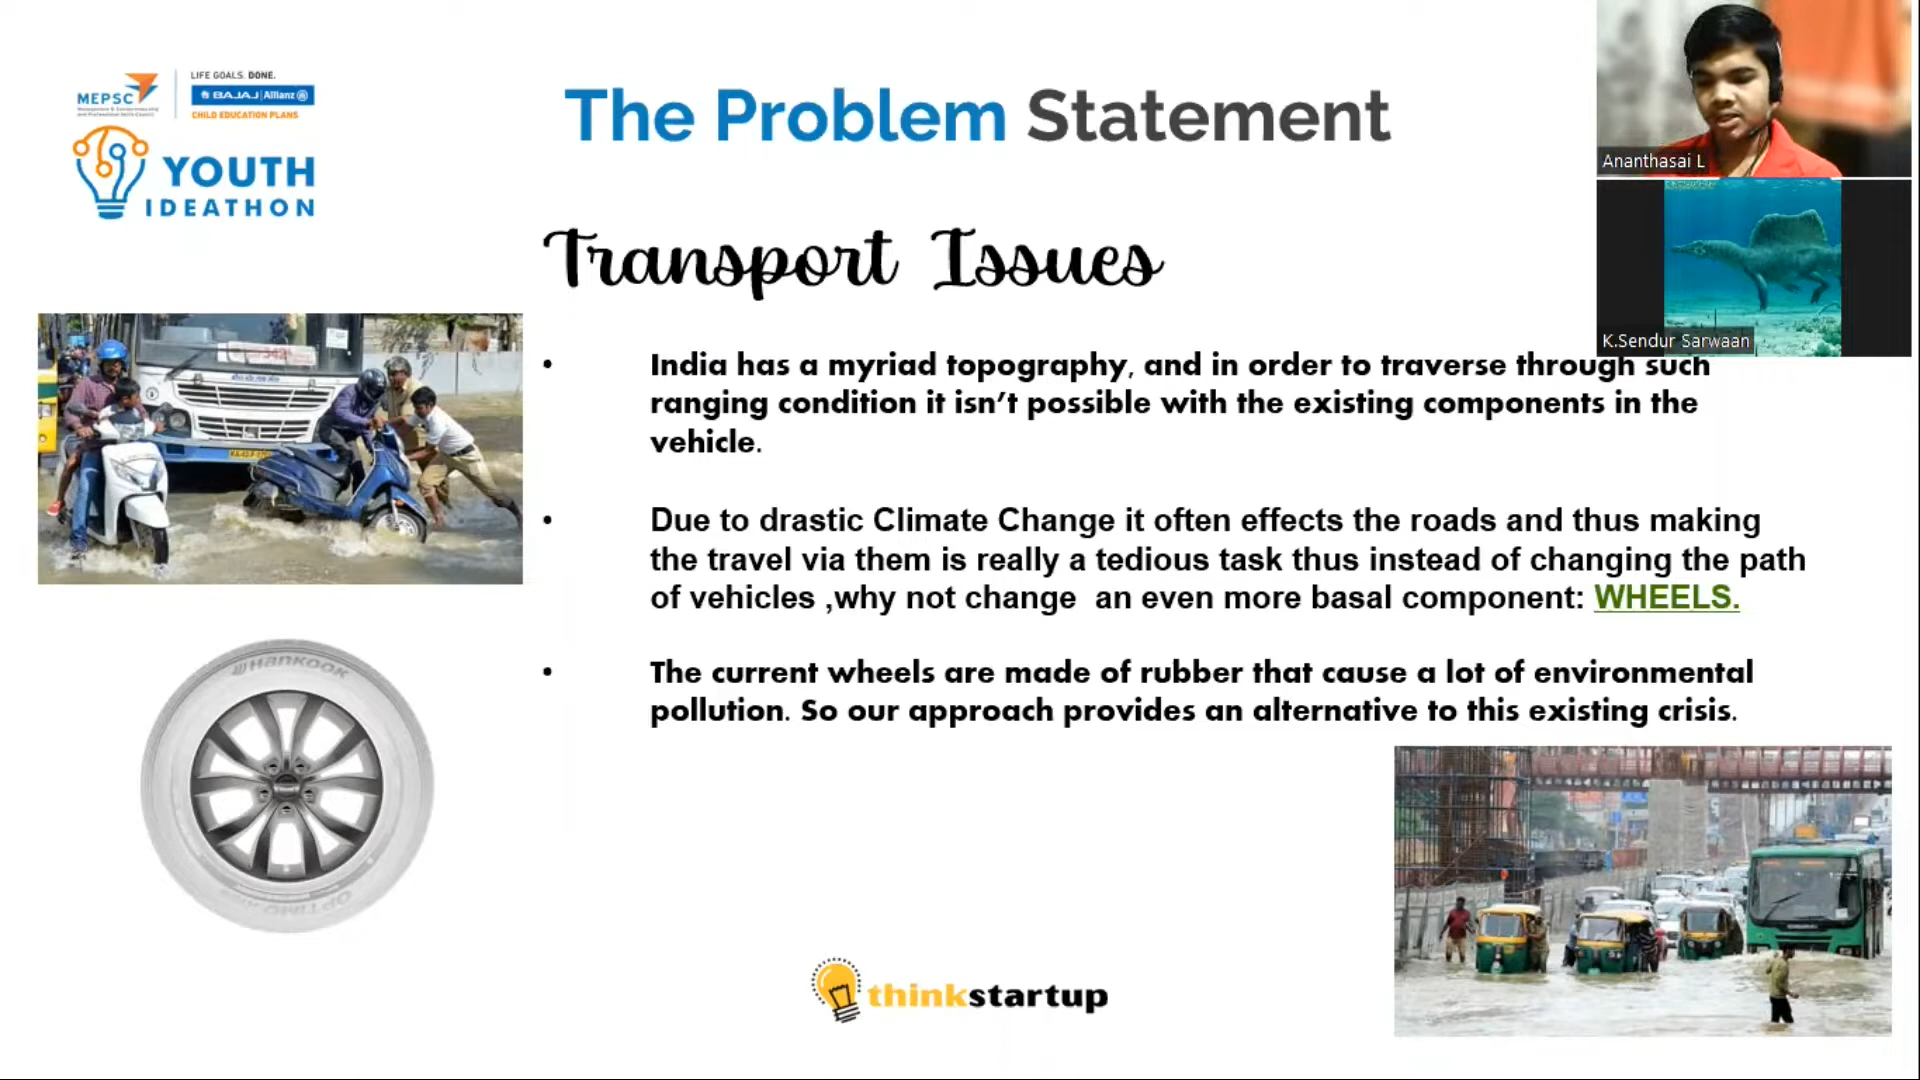 MEPSC
LIFE GOALS. DONE.
BAJAJ Allianz
CHILD EDUCATION PLANS
YOUTH
IDEATHON
The Problem Statement
Ananthasai L
K.Sendur Sarwaan
Transport Issues
• India has a myriad topography, and in order to traverse through such
ranging condition it isn't possible with the existing components in the
vehicle.
• Due to drastic Climate Change it often effects the roads and thus making
the travel via them is really a tedious task thus instead of changing the path
of vehicles ,why not change an even more basal component: WHEELS.
• The current wheels are made of rubber that cause a lot of environmental
pollution. So our approach provides an alternative to this existing crisis.
HANKOOK
thinkstartup